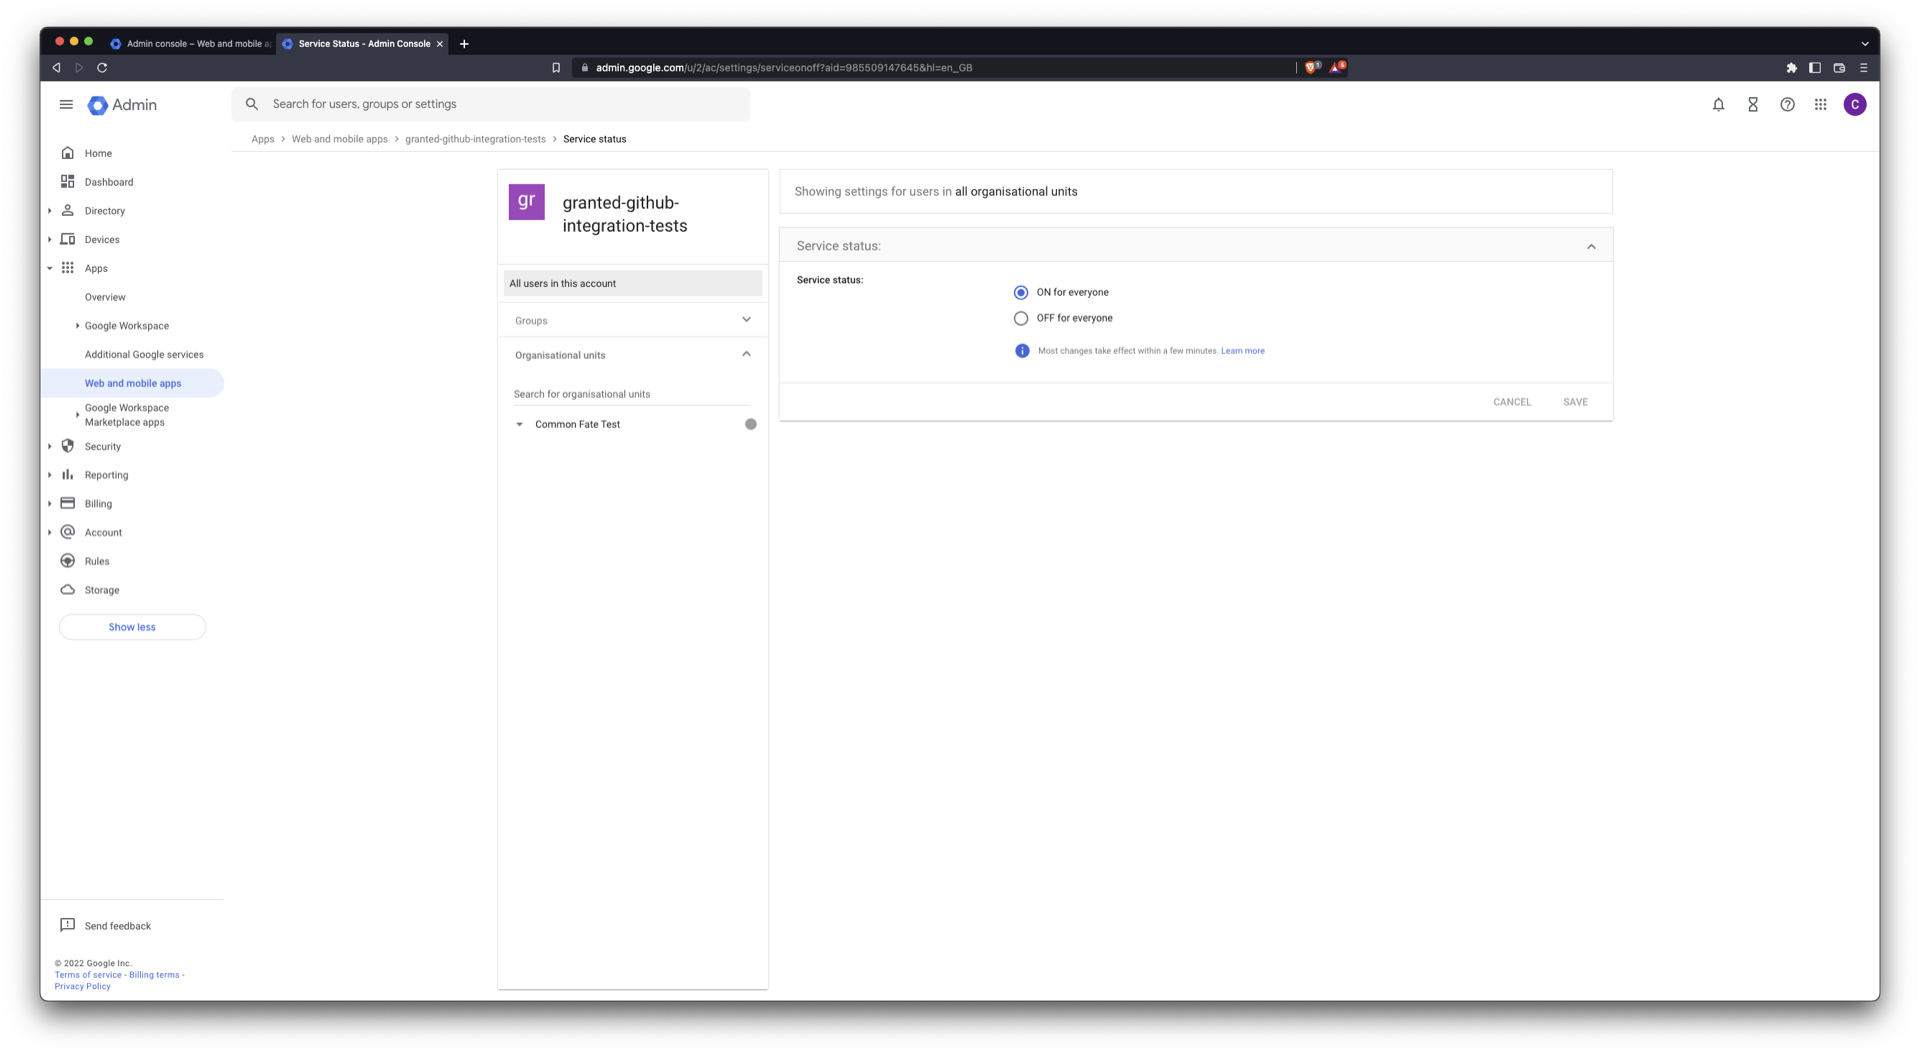 Admin console – Web and mobile a
Service Status - Admin Console
admin.google.com/u/2/ac/settings/serviceonoff?aid=985509147645&hl=en_GB
Admin
Search for users, groups or settings
C
Apps > Web and mobile apps > granted-github-integration-tests > Service status
Home
Dashboard
Directory
Devices
Apps
Overview
Google Workspace
Additional Google services
Web and mobile apps
Google Workspace
Marketplace apps
Security
Reporting
Billing
Account
Rules
Storage
Show less
Send feedback
© 2022 Google Inc.
Terms of service - Billing terms -
Privacy Policy
gr
granted-github-
integration-tests
All users in this account
Groups
Organisational units
Search for organisational units
Common Fate Test
Showing settings for users in all organisational units
Service status:
Service status:
ON for everyone
OFF for everyone
Most changes take effect within a few minutes. Learn more
CANCEL
SAVE